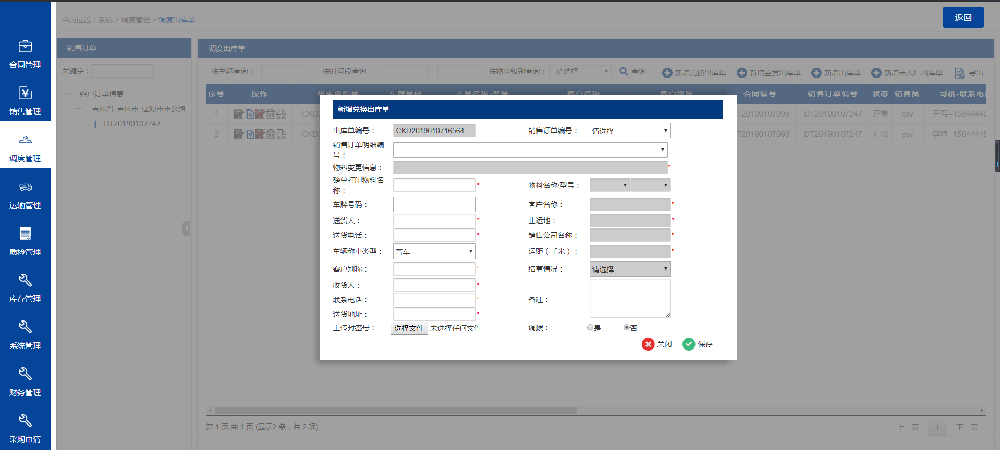 当前位置：系统 > 调度管理 > 调度出库单
返回
合同管理
销售管理
调度管理
运输管理
质检管理
库存管理
系统管理
财务管理
采购申请
销售订单
关键字：
客户订单信息
吉林省-吉林市-辽源市市公路
DT20190107247
调度出库单
按车辆查询： 按时间段查询： -- 按物料级别查询： --请选择-- 查询 新增兑换出库单 新增空发出库单 新增出库单 新增未入厂出库单 导出
序号 操作 出库单编号 车牌号码 产品名称-型号 客户名称 客户别称 合同编号 销售订单编号 状态 销售员 司机-联系电
1 CKD T20190107098 DT20190107247 正常 ssy 王强--15844445
2 CKD T20190107098 DT20190107247 正常 ssy 李海--15844445
新增兑换出库单
出库单编号： CKD2019010716564 销售订单编号： 请选择
销售订单明细编
号：
物料变更信息： *
磅单打印物料名
称： * 物料名称/型号：
车牌号码： 客户名称： *
送货人： * 止运地： *
送货电话： * 销售公司名称： *
车辆称重类型： 普车 运距（千米）： *
客户别称： * 结算情况： 请选择
收货人： *
联系电话： * 备注：
送货地址： *
上传封签号： 选择文件 未选择任何文件 调拨： 是 否
关闭 保存
第 1 页,共 1 页 (显示2 条，共 2 项)
上一页 1 下一页